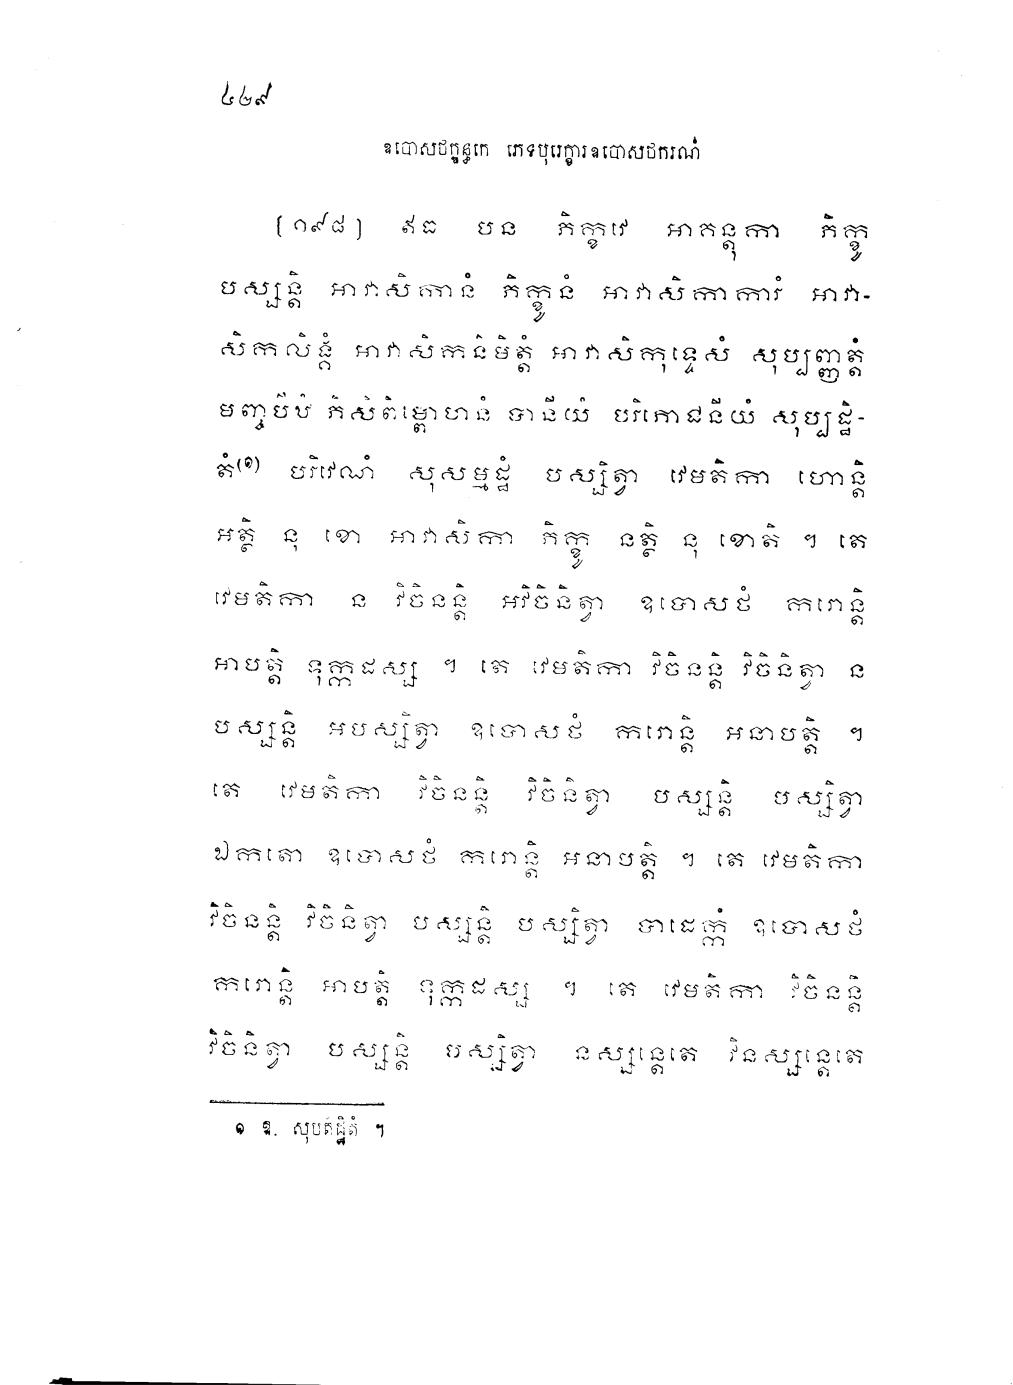 ៤២៩
ឧបោសថក្ខន្ធកេ ភេទបុរេក្ខារឧបោសថករណំ
[១៩៨] ឥធ បន ភិក្ខវេ អាគន្តុកា ភិក្ខូ
បស្សន្តិ អាវាសិកានំ ភិក្ខូនំ អាវាសិកាការំ អាវា-
សិកលិង្គំ អាវាសិកនិមិត្តំ អាវាសិកុទ្ទេសំ សុប្បញ្ញត្តំ
មញ្ចបីឋំ ភិសិពិម្ពោហនំ បានីយំ បរិភោជនីយំ សុប្បដ្ឋិ-
តំ(១) បរិវេណំ សុសម្មដ្ឋំ បស្សិត្វា វេមតិកា ហោន្តិ
អត្ថិ នុ ខោ អាវាសិកា ភិក្ខូ នត្ថិ នុ ខោតិ ។ តេ
វេមតិកា ន វិចិនន្តិ អវិចិនិត្វា ឧបោសថំ ករោន្តិ
អាបត្តិ ទុក្កដស្ស ។ តេ វេមតិកា វិចិនន្តិ វិចិនិត្វា ន
បស្សន្តិ អបស្សិត្វា ឧបោសថំ ករោន្តិ អនាបត្តិ ។
តេ វេមតិកា វិចិនន្តិ វិចិនិត្វា បស្សន្តិ បស្សិត្វា
ឯកតោ ឧបោសថំ ករោន្តិ អនាបត្តិ ។ តេ វេមតិកា
វិចិនន្តិ វិចិនិត្វា បស្សន្តិ បស្សិត្វា បាដេក្កំ ឧបោសថំ
ករោន្តិ អាបត្តិ ទុក្កដស្ស ។ តេ វេមតិកា វិចិនន្តិ
វិចិនិត្វា បស្សន្តិ បស្សិត្វា នស្សន្តេតេ វិនស្សន្តេតេ
១ ឱ. សុបតិដ្ឋិតំ ។